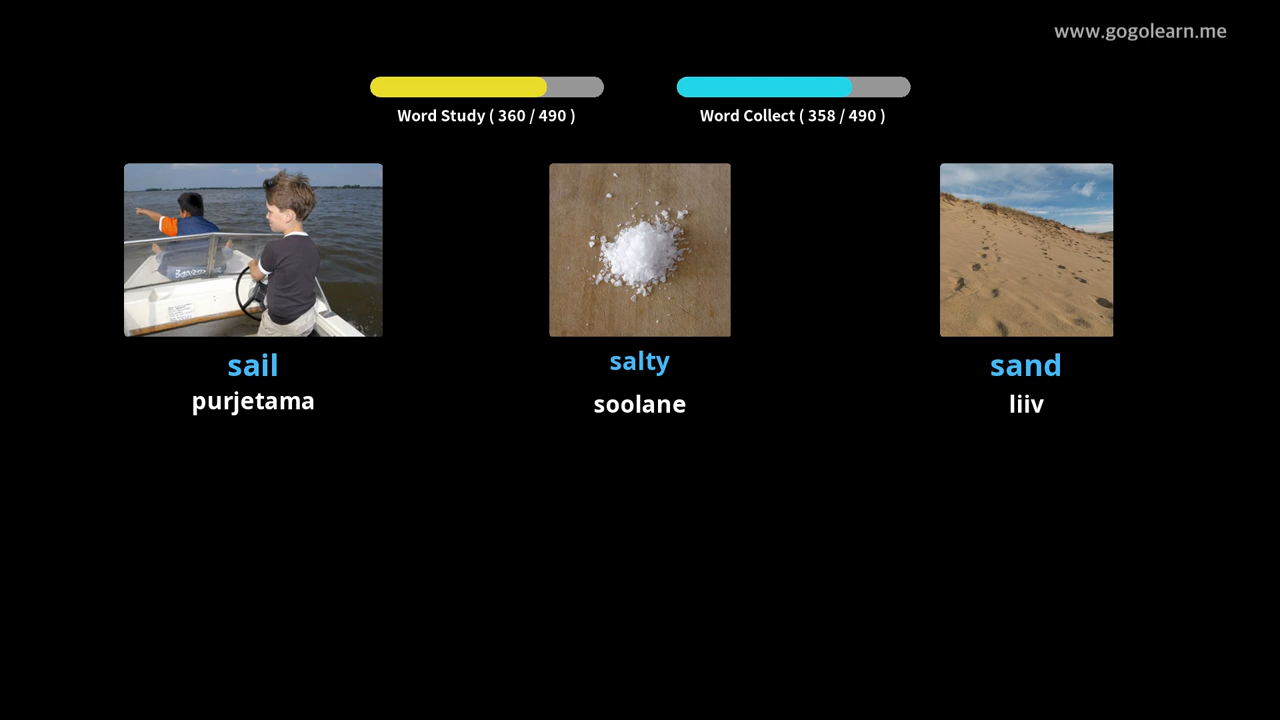 www.gogolearn.me
Word Study ( 360 / 490 )
Word Collect ( 358 / 490 )
sail
purjetama
salty
soolane
sand
liiv